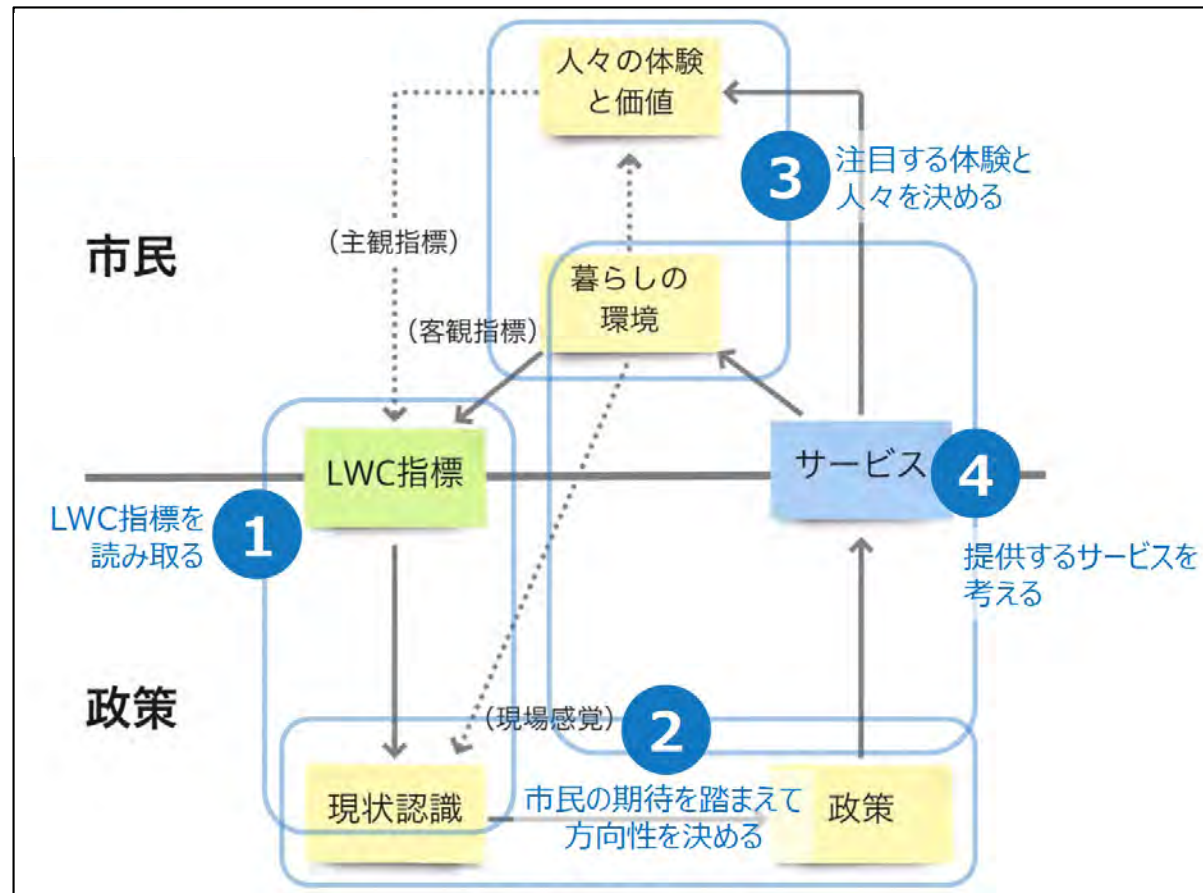 人々の体験
と価値
3
注目する体験と
人々を決める
市民
（主観指標）
暮らしの
環境
（客観指標）
LWC指標
サービス
4
LWC指標を
読み取る
1
提供するサービスを
考える
政策
（現場感覚）
2
現状認識
市民の期待を踏まえて
方向性を決める
政策